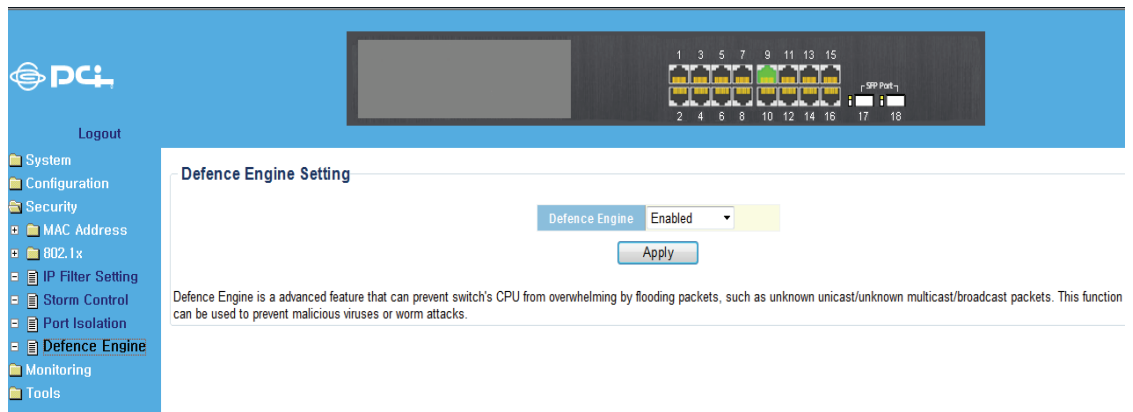 PCi
Logout
System
Configuration
Security
MAC Address
802.1x
IP Filter Setting
Storm Control
Port Isolation
Defence Engine
Monitoring
Tools
1 3 5 7 9 11 13 15
SFP Port
2 4 6 8 10 12 14 16 17 18
Defence Engine Setting
Defence Engine Enabled
Apply
Defence Engine is a advanced feature that can prevent switch's CPU from overwhelming by flooding packets, such as unknown unicast/unknown multicast/broadcast packets. This function
can be used to prevent malicious viruses or worm attacks.